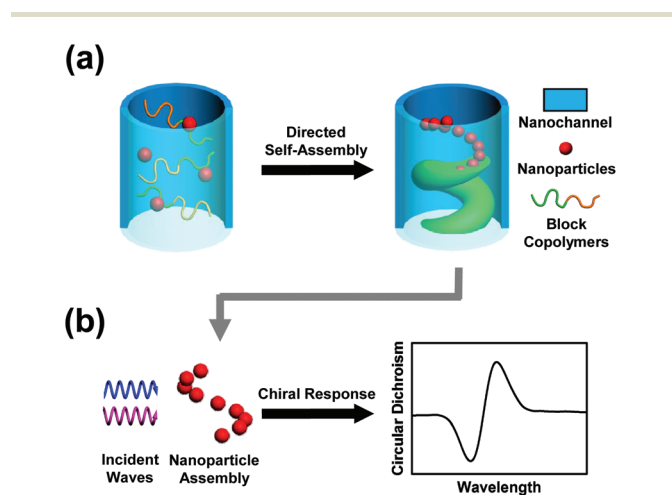 (a)
Directed
Self-Assembly
Nanochannel
Nanoparticles
Block
Copolymers
(b)
Chiral Response
Incident
Waves
Nanoparticle
Assembly
Circular Dichroism
Wavelength